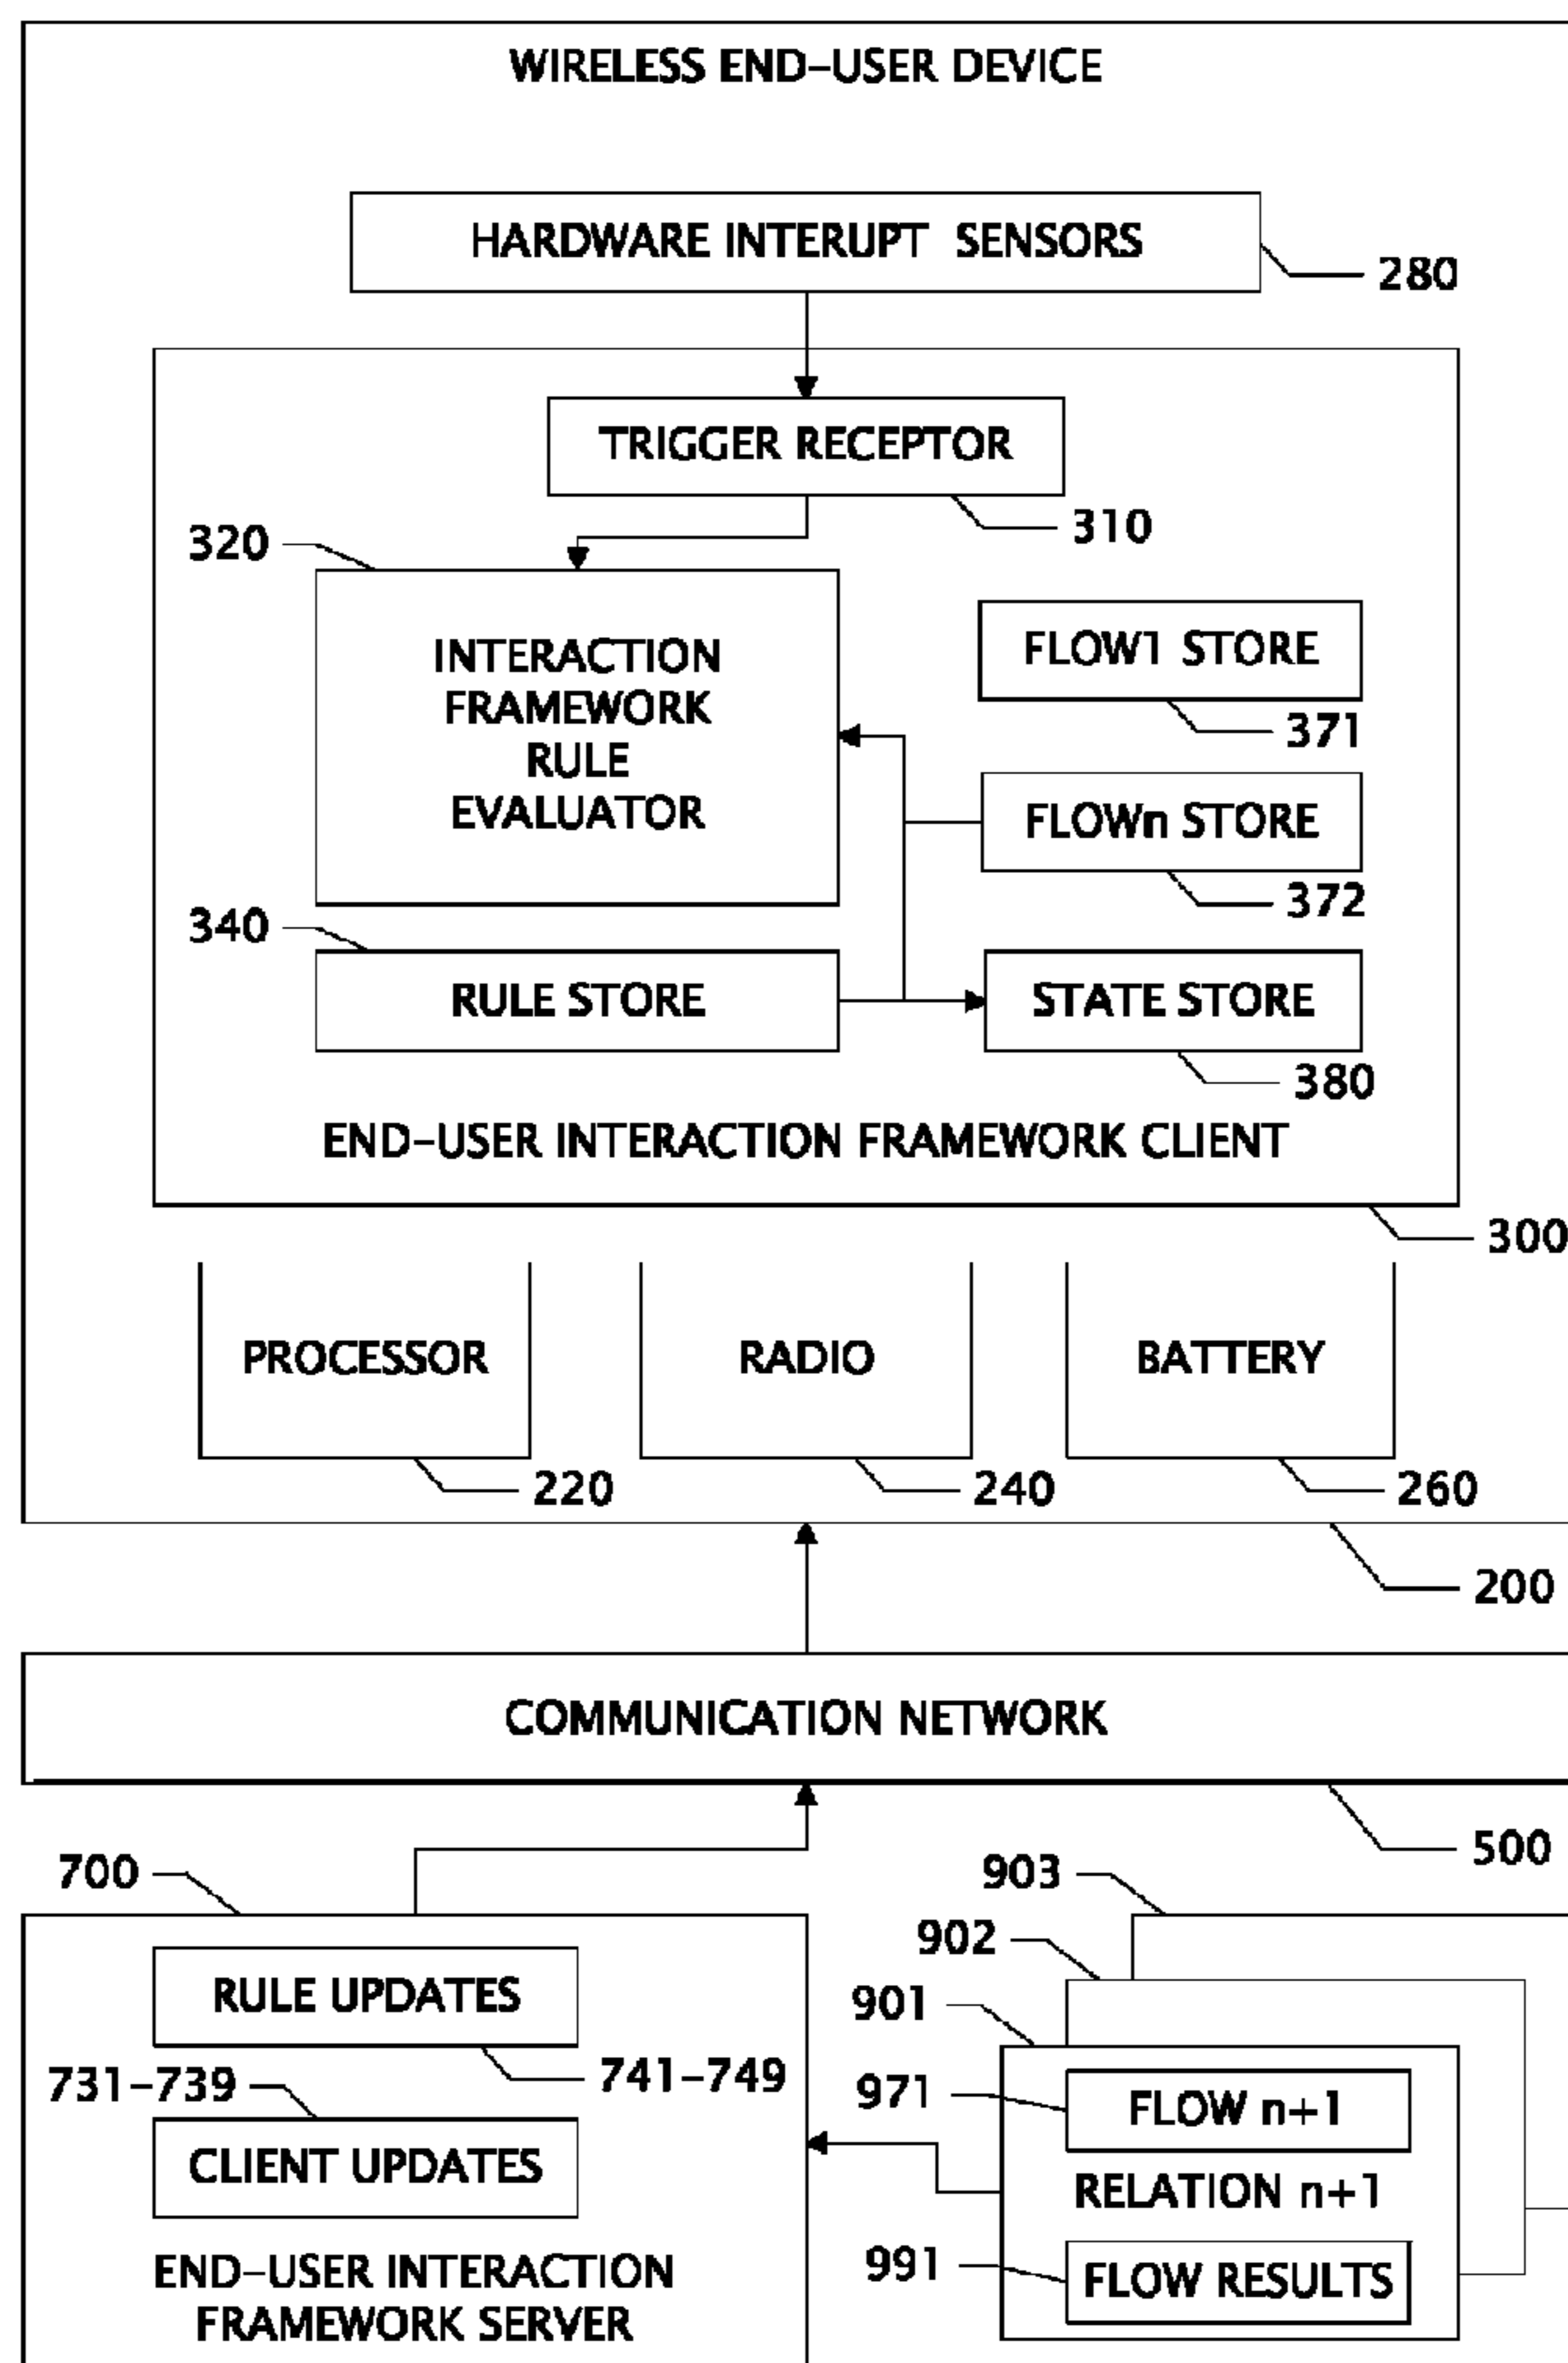 WIRELESS END-USER DEVICE
HARDWARE INTERUPT SENSORS
280
TRIGGER RECEPTOR
310
320
INTERACTION
FRAMEWORK
RULE
EVALUATOR
FLOW1 STORE
371
FLOWn STORE
372
340
RULE STORE
STATE STORE
380
END-USER INTERACTION FRAMEWORK CLIENT
300
PROCESSOR
RADIO
BATTERY
220
240
260
200
COMMUNICATION NETWORK
500
700
903
902
901
RULE UPDATES
741-749
731-739
CLIENT UPDATES
971
FLOW n+1
RELATION n+1
991
FLOW RESULTS
END-USER INTERACTION
FRAMEWORK SERVER